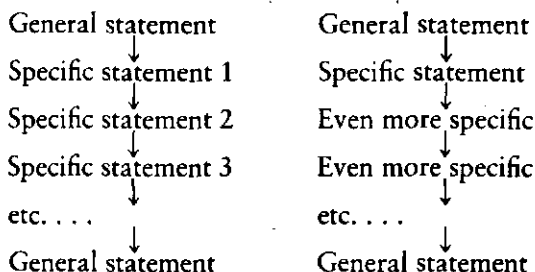 General statement
Specific statement 1
Specific statement 2
Specific statement 3
etc. . . .
General statement
General statement
Specific statement
Even more specific
Even more specific
etc. . . .
General statement